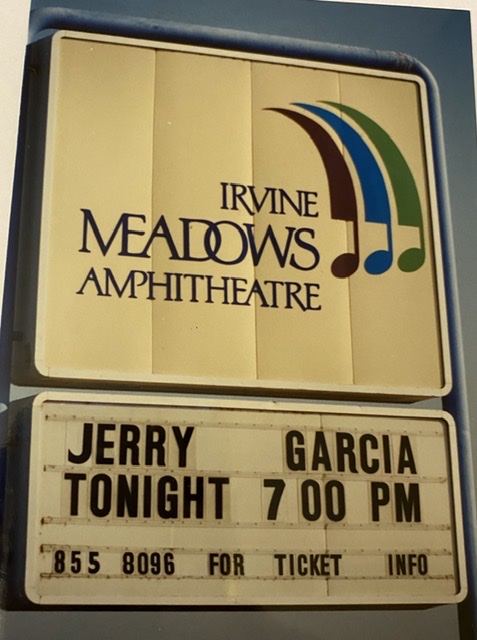 IRVINE
MEADOWS
AMPHITHEATRE
JERRY GARCIA
TONIGHT 7 00 PM
855 8096 FOR TICKET INFO